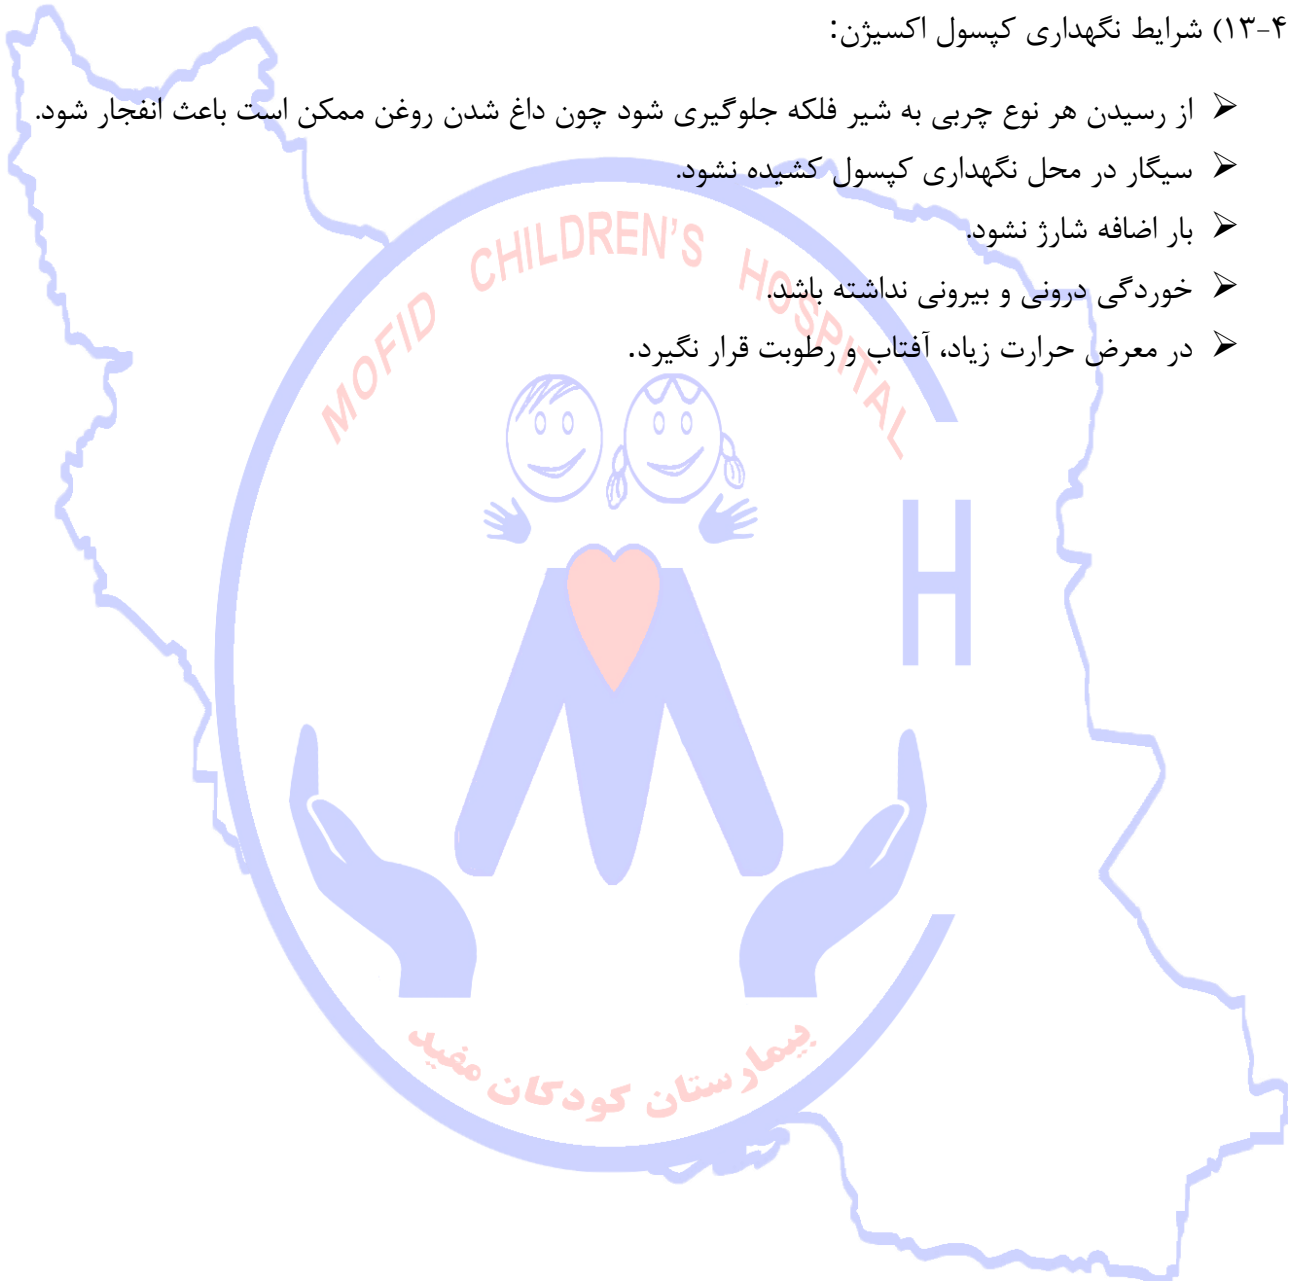 ۱۳-۴) شرایط نگهداری کپسول اکسیژن:
⮚ از رسیدن هر نوع چربی به شیر فلکه جلوگیری شود چون داغ شدن روغن ممکن است باعث انفجار شود.
⮚ سیگار در محل نگهداری کپسول کشیده نشود.
⮚ بار اضافه شارژ نشود.
⮚ خوردگی درونی و بیرونی نداشته باشد.
⮚ در معرض حرارت زیاد، آفتاب و رطوبت قرار نگیرد.
MOFID CHILDREN'S HOSPITAL
H
بیمارستان کودکان مفید